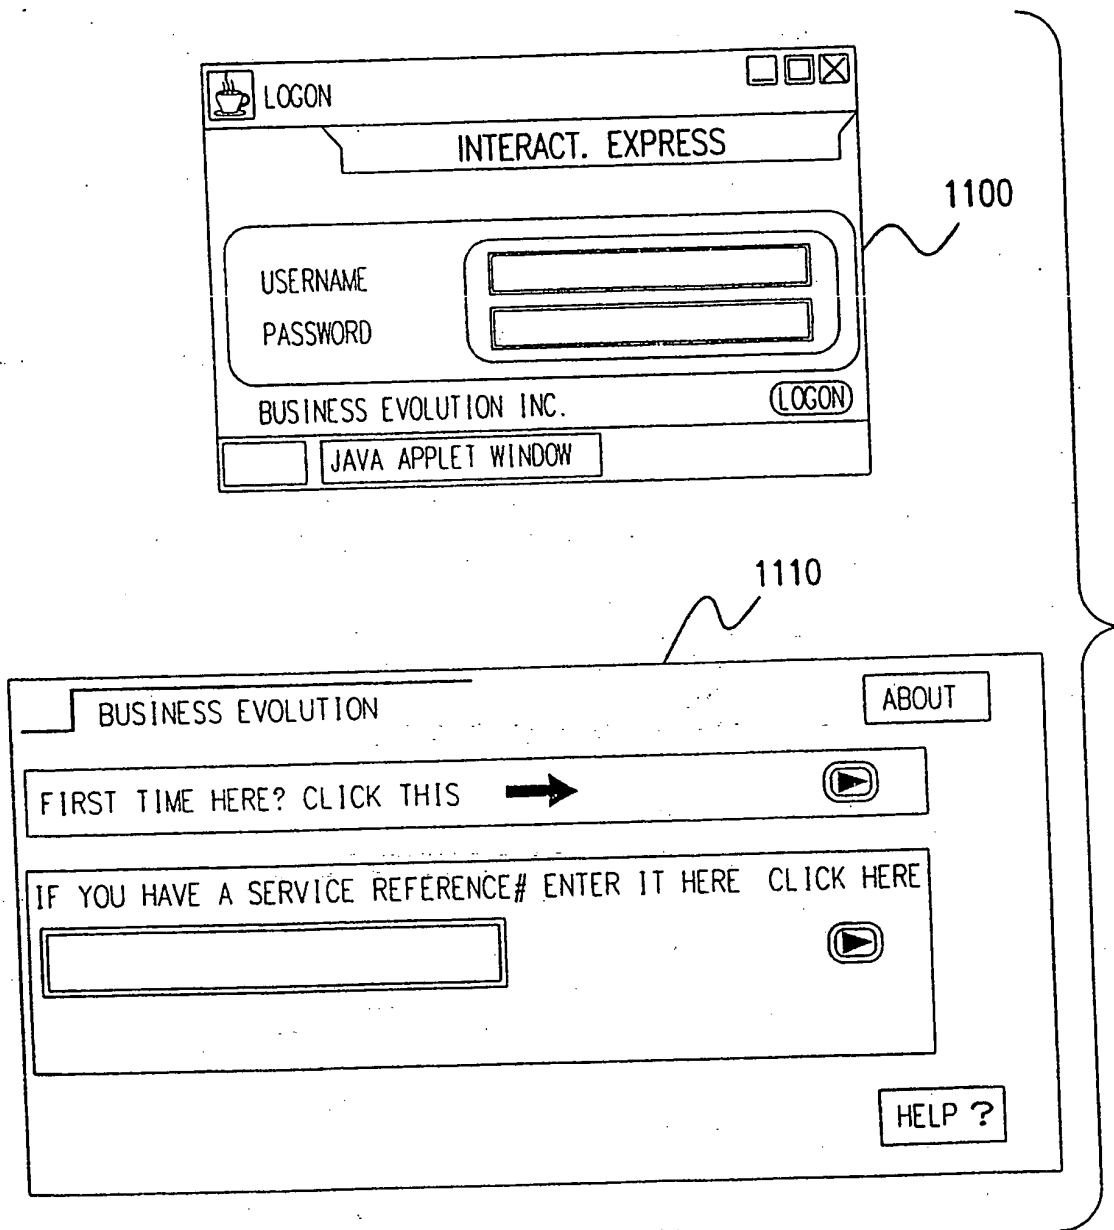 LOGON
INTERACT. EXPRESS
1100
USERNAME
PASSWORD
BUSINESS EVOLUTION INC.
LOGON
JAVA APPLET WINDOW
1110
BUSINESS EVOLUTION
ABOUT
FIRST TIME HERE? CLICK THIS
IF YOU HAVE A SERVICE REFERENCE# ENTER IT HERE CLICK HERE
HELP ?